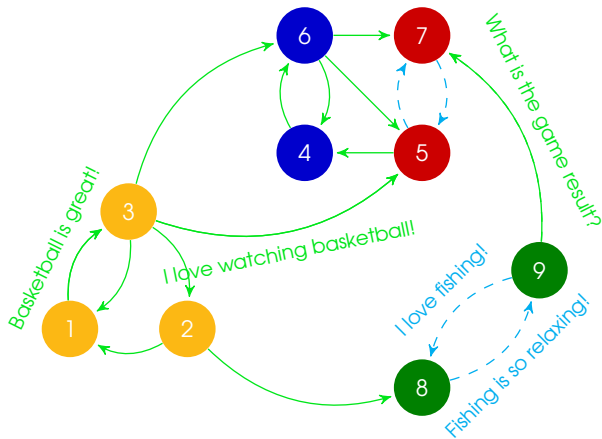 6
7
What is the game result?
4
5
Basketball is great!
3
I love watching basketball!
I love fishing!
9
1
2
Fishing is so relaxing!
8